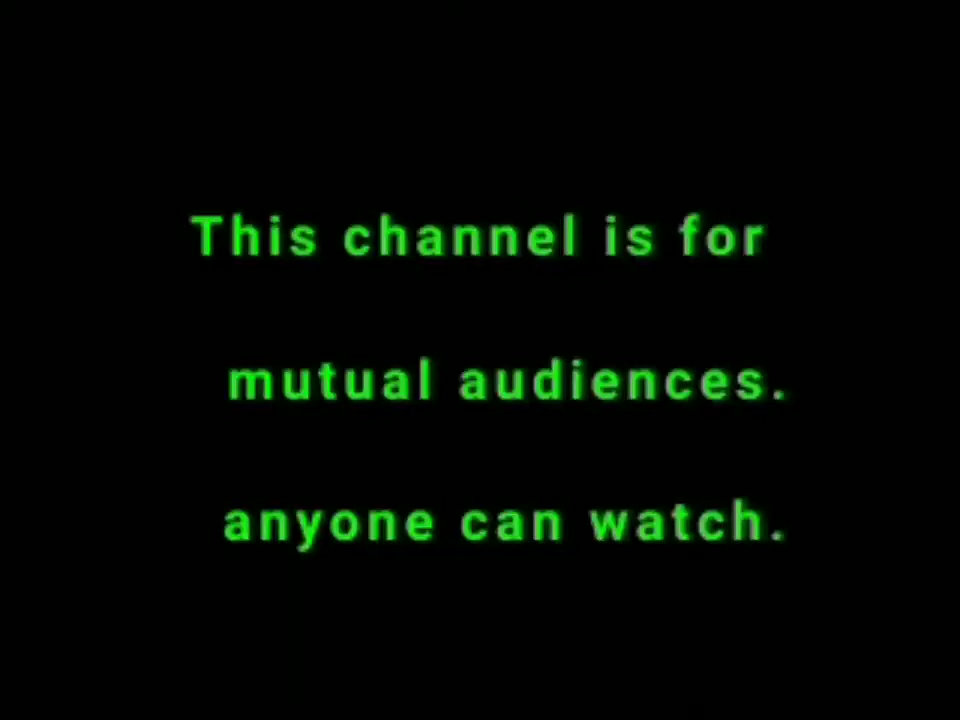 This channel is for
mutual audiences.
anyone can watch.